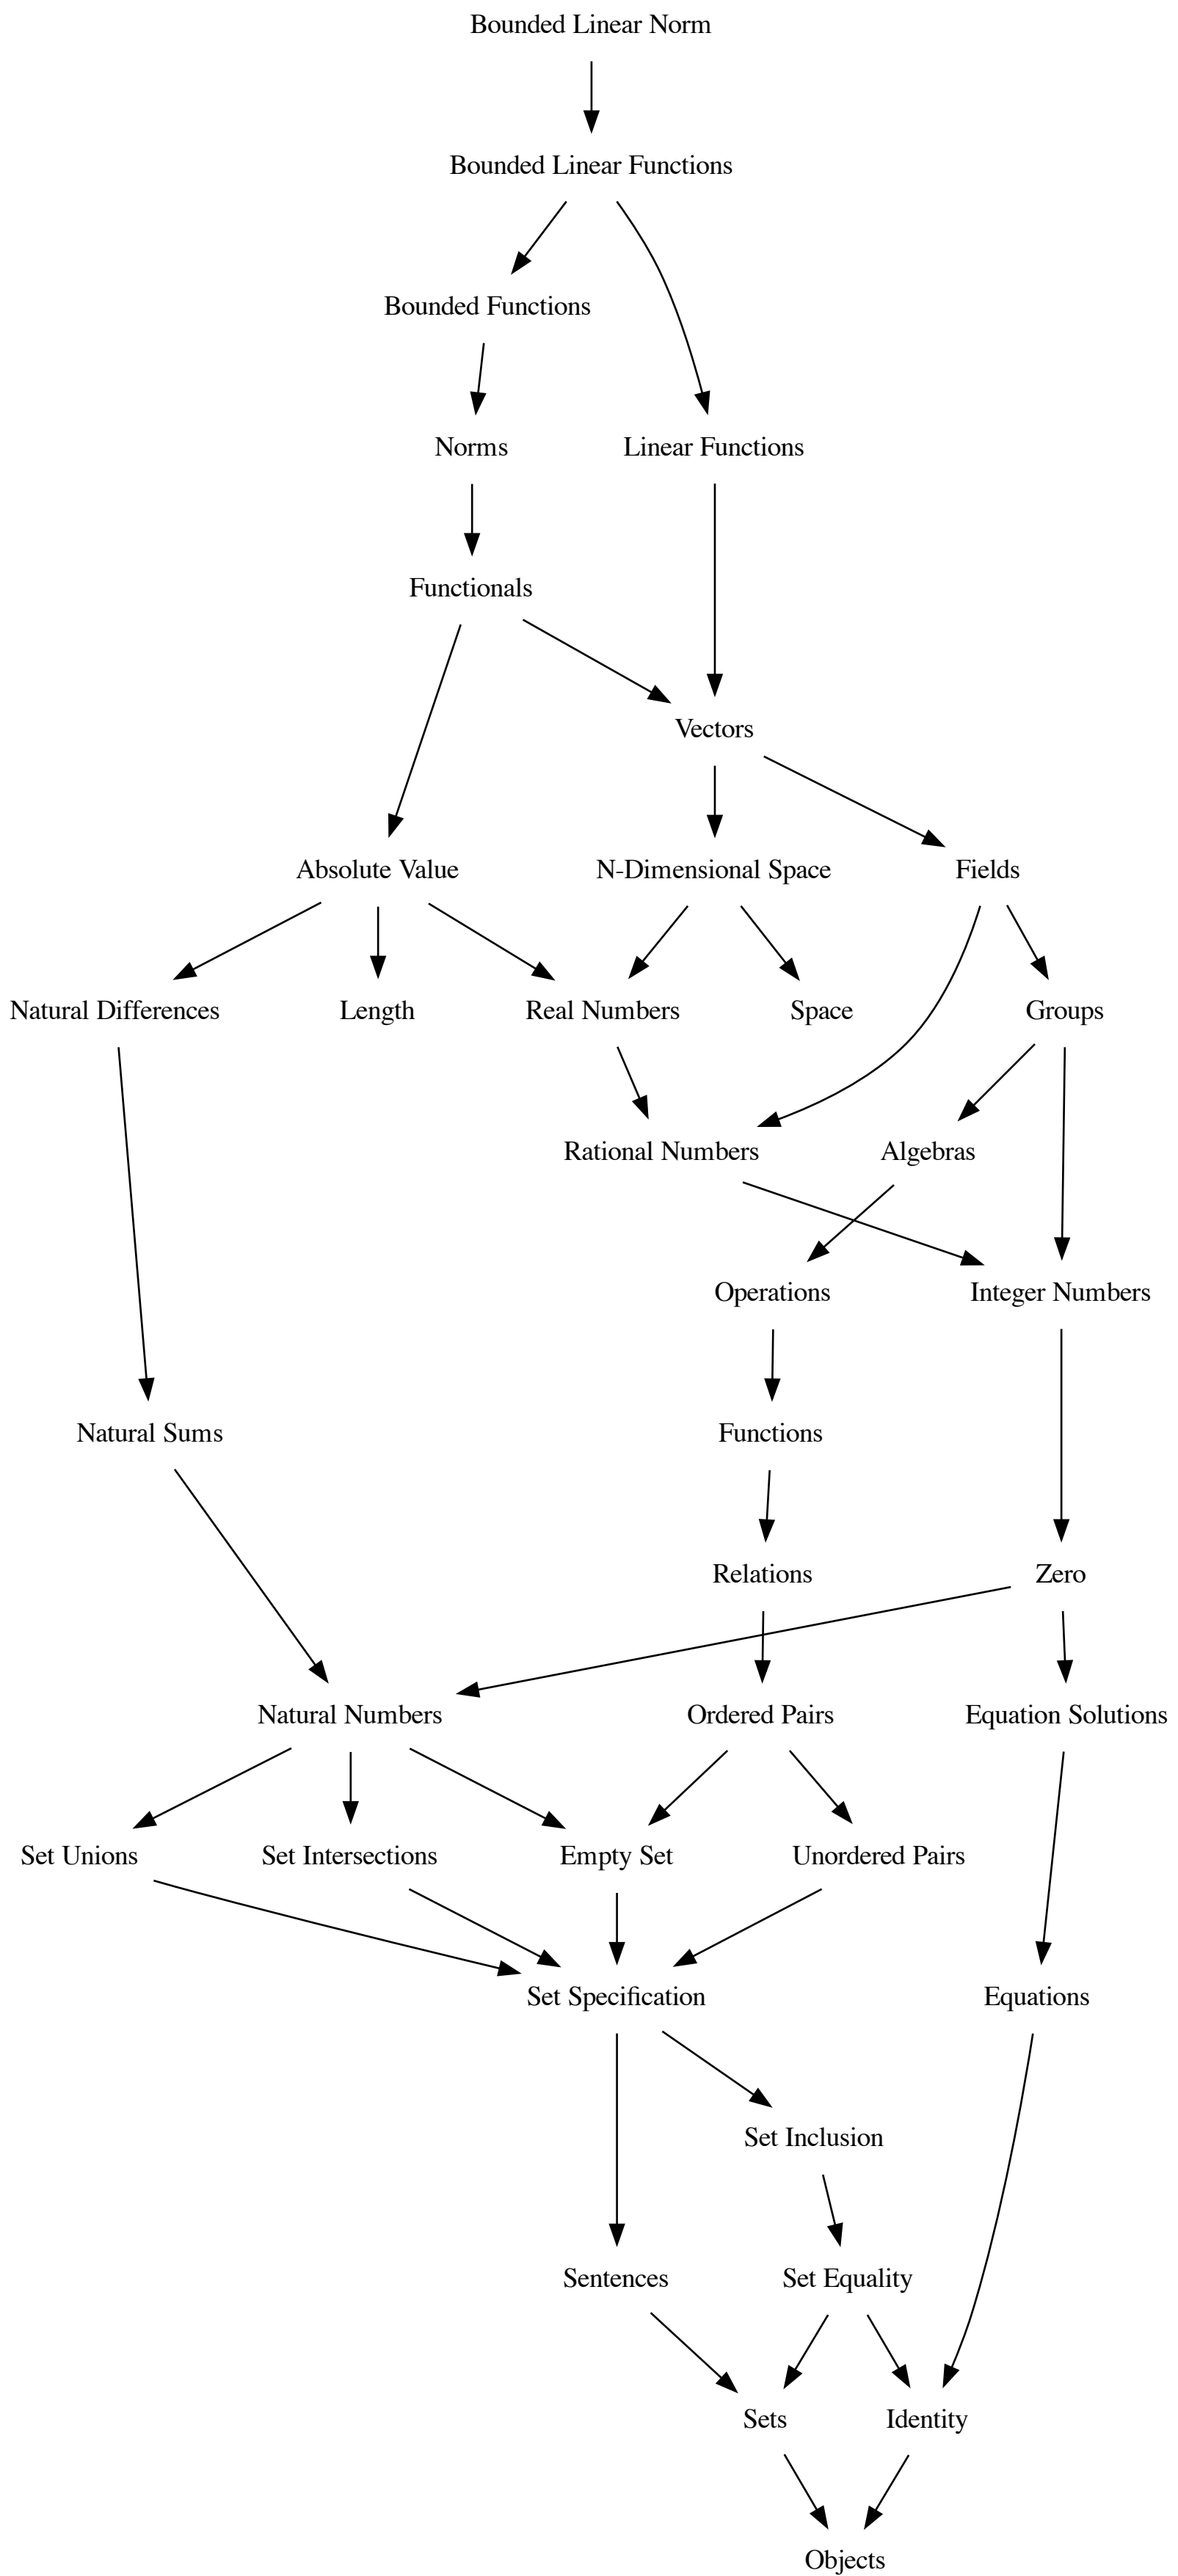 Bounded Linear Norm
Bounded Linear Functions
Bounded Functions
Norms
Linear Functions
Functionals
Vectors
Absolute Value
N-Dimensional Space
Fields
Natural Differences
Length
Real Numbers
Space
Groups
Rational Numbers
Algebras
Operations
Integer Numbers
Natural Sums
Functions
Relations
Zero
Natural Numbers
Ordered Pairs
Equation Solutions
Set Unions
Set Intersections
Empty Set
Unordered Pairs
Set Specification
Equations
Set Inclusion
Sentences
Set Equality
Sets
Identity
Objects